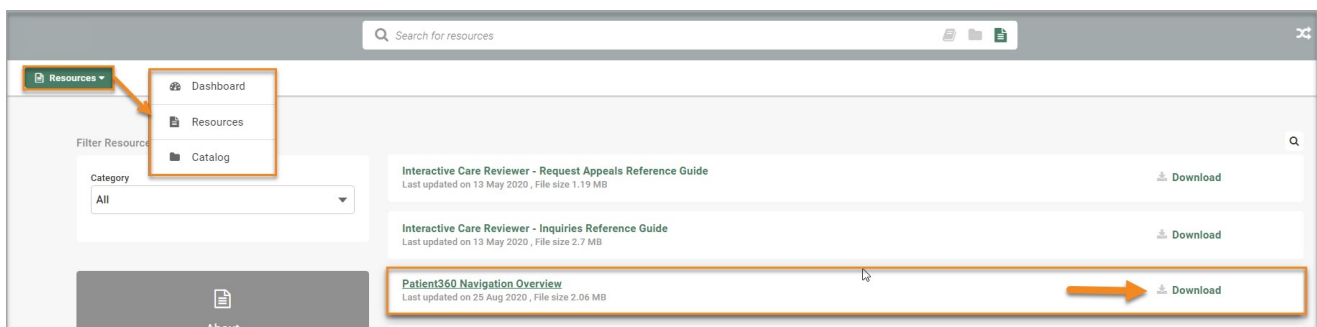 Search for resources
Resources
Dashboard
Resources
Catalog
Filter Resource
Category
All
Interactive Care Reviewer - Request Appeals Reference Guide
Last updated on 13 May 2020 , File size 1.19 MB
Download
Interactive Care Reviewer - Inquiries Reference Guide
Last updated on 13 May 2020 , File size 2.7 MB
Download
Patient360 Navigation Overview
Last updated on 25 Aug 2020 , File size 2.06 MB
Download